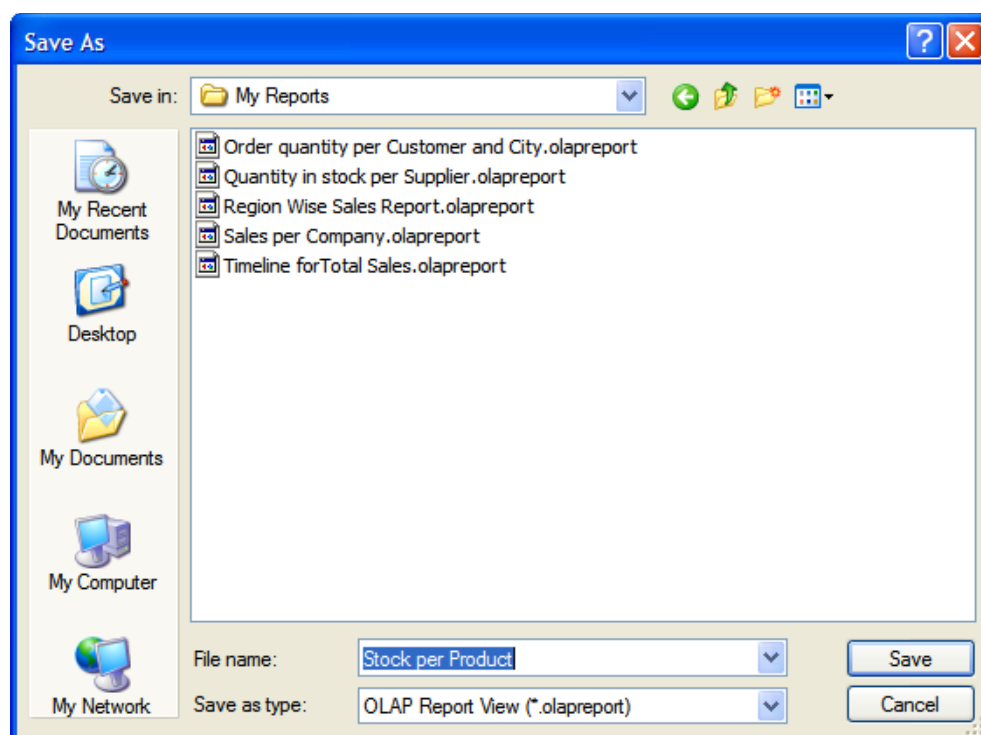 Save As
Save in: My Reports
Order quantity per Customer and City.olapreport
Quantity in stock per Supplier.olapreport
Region Wise Sales Report.olapreport
Sales per Company.olapreport
Timeline forTotal Sales.olapreport
My Recent
Documents
Desktop
My Documents
My Computer
My Network
File name: Stock per Product Save
Save as type: OLAP Report View (*.olapreport) Cancel